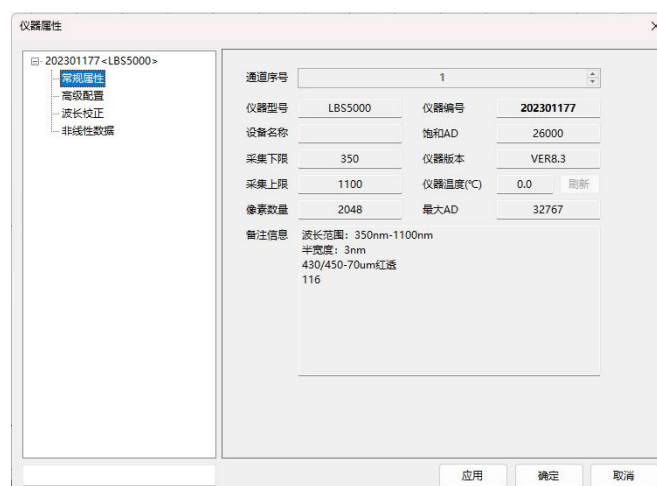 仪器属性
202301177<LBS5000>
常规属性
高级配置
波长校正
非线性数据
通道序号 1
仪器型号 LBS5000 仪器编号 202301177
设备名称 饱和AD 26000
采集下限 350 仪器版本 VER8.3
采集上限 1100 仪器温度(℃) 0.0 刷新
像素数量 2048 最大AD 32767
备注信息 波长范围：350nm-1100nm
半宽度：3nm
430/450-70um红透
116
应用 确定 取消